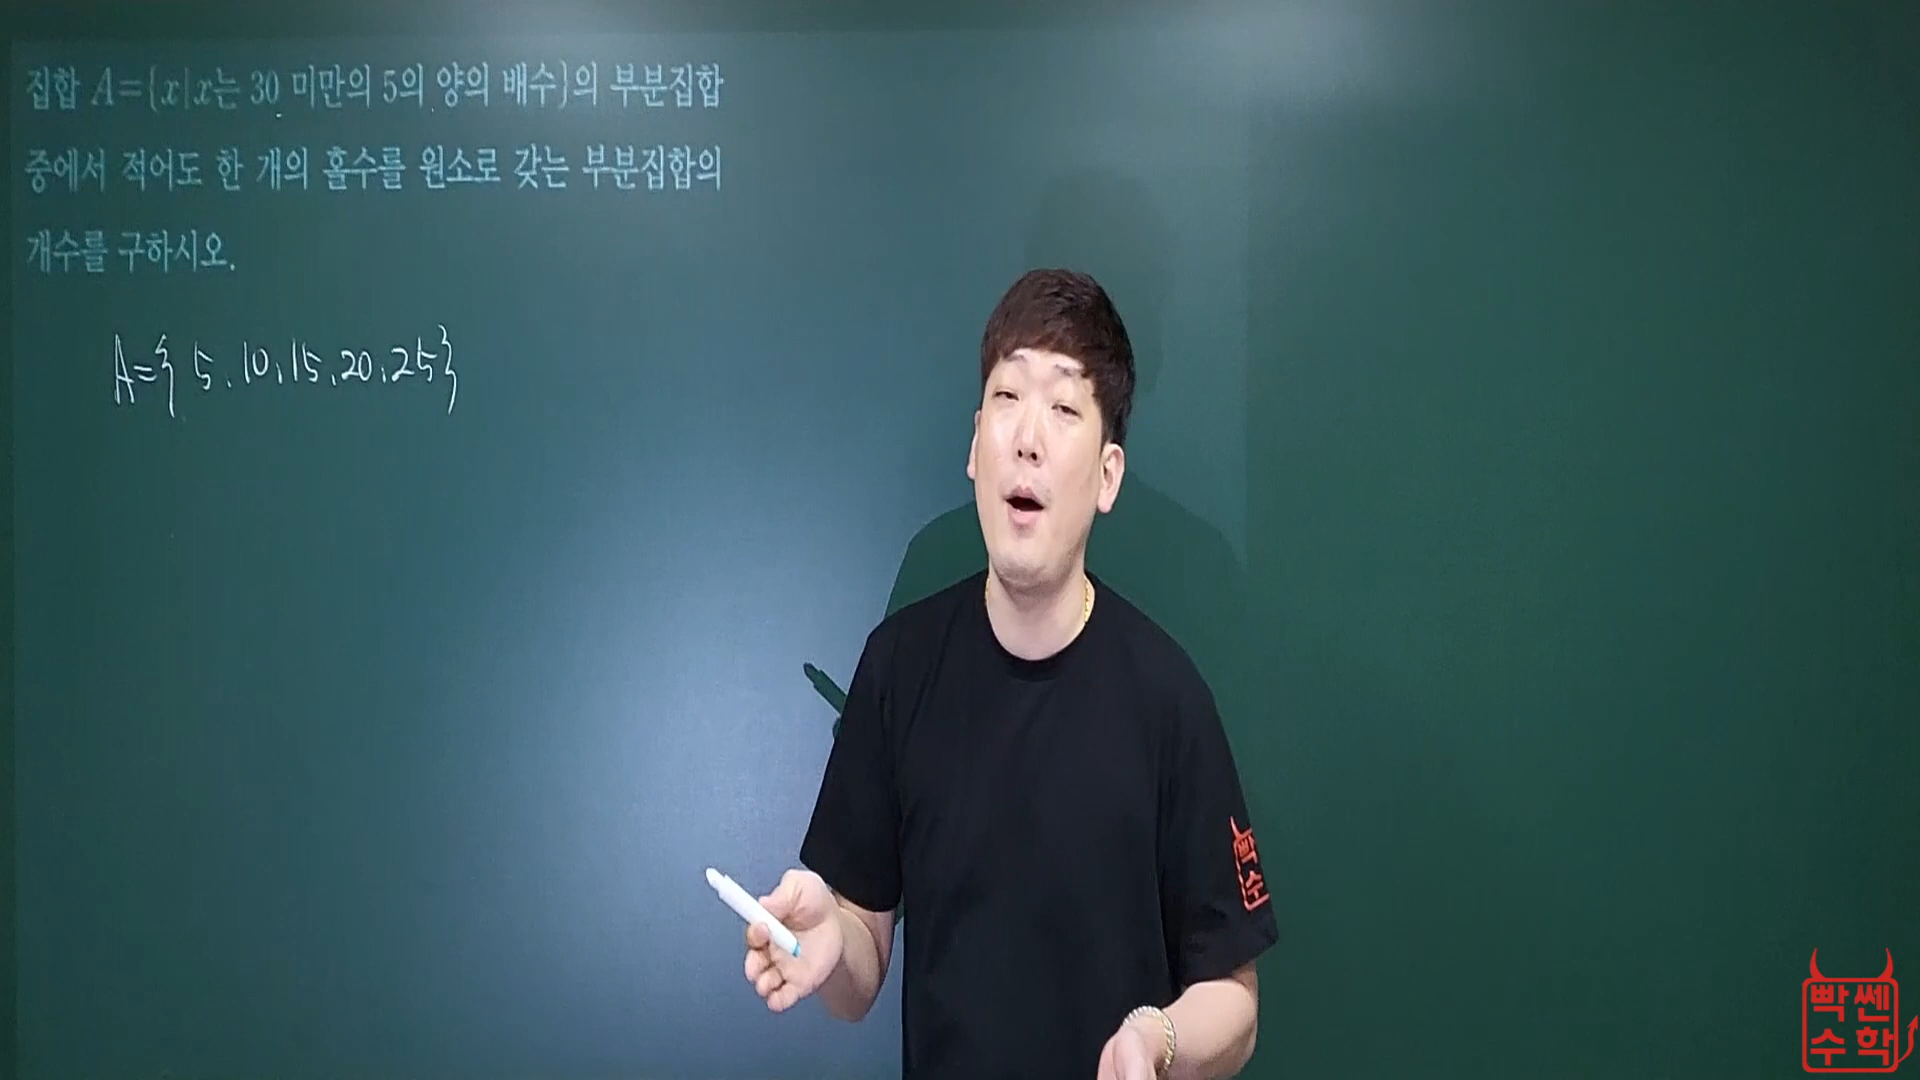 집합 A={x|x는 30 미만의 5의 양의 배수}의 부분집합
중에서 적어도 한 개의 홀수를 원소로 갖는 부분집합의
개수를 구하시오.
A={ 5, 10, 15, 20, 25}
빡
수
빡쎈
수학